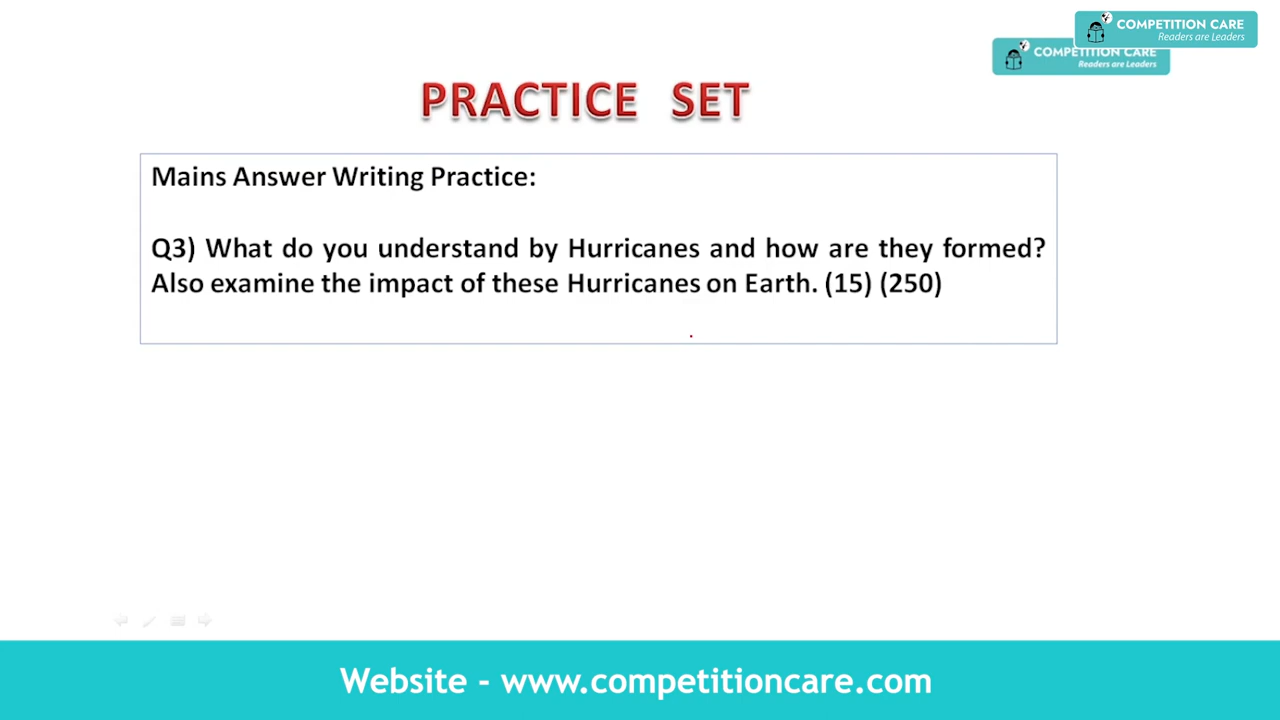 COMPETITION CARE
Readers are Leaders
COMPETITION CARE
Readers are Leaders
PRACTICE SET
Mains Answer Writing Practice:
Q3) What do you understand by Hurricanes and how are they formed?
Also examine the impact of these Hurricanes on Earth. (15) (250)
Website - www.competitioncare.com